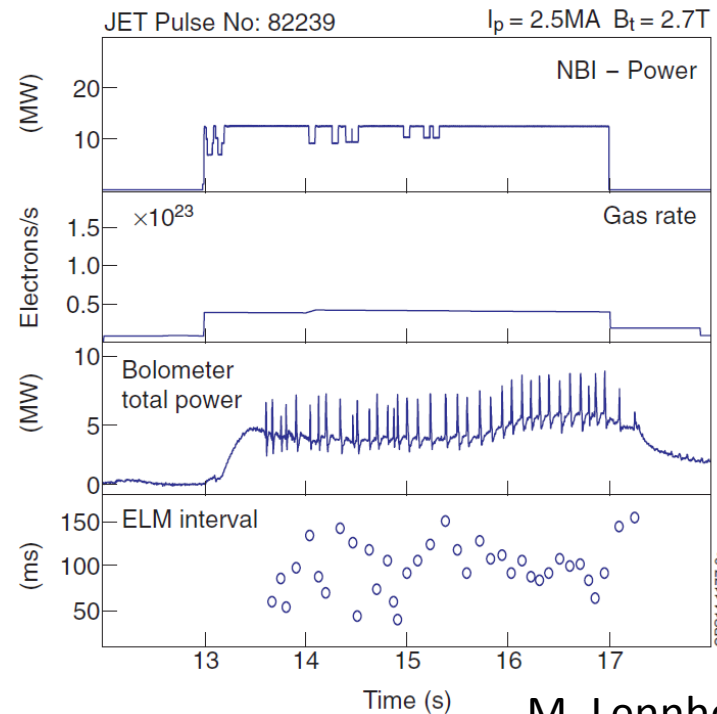 JET Pulse No: 82239 Iₚ = 2.5MA Bₜ = 2.7T
NBI – Power
(MW)
20
10
×10²³
Gas rate
Electrons/s
1.5
1.0
0.5
Bolometer
total power
(MW)
10
5
0
ELM interval
(ms)
150
100
50
13 14 15 16 17
Time (s)